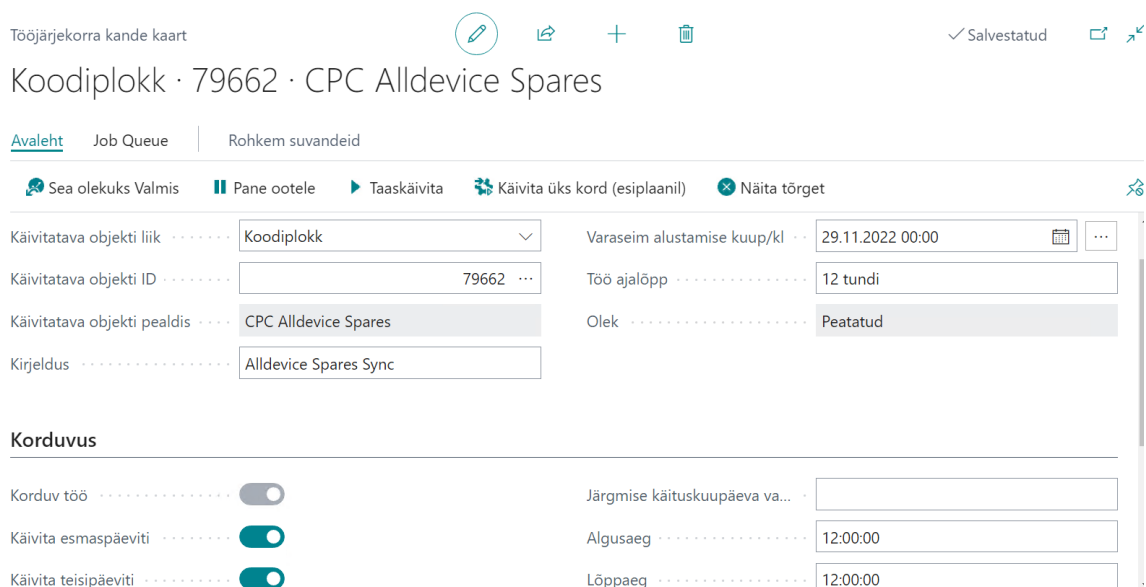 Tööjärjekorra kande kaart
Salvestatud
Koodiplokk · 79662 · CPC Alldevice Spares
Avaleht Job Queue Rohkem suvandeid
Sea olekuks Valmis Pane ootele Taaskäivita Käivita üks kord (esiplaanil) Näita tõrget
Käivitatava objekti liik Koodiplokk
Käivitatava objekti ID 79662 ...
Käivitatava objekti pealdis CPC Alldevice Spares
Kirjeldus Alldevice Spares Sync
Varaseim alustamise kuup/kl 29.11.2022 00:00 ...
Töö ajalõpp 12 tundi
Olek Peatatud
Korduvus
Korduv töö
Käivita esmaspäeviti
Käivita teisipäeviti
Järgmise käituskuupäeva va...
Algusaeg 12:00:00
Lõppaeg 12:00:00